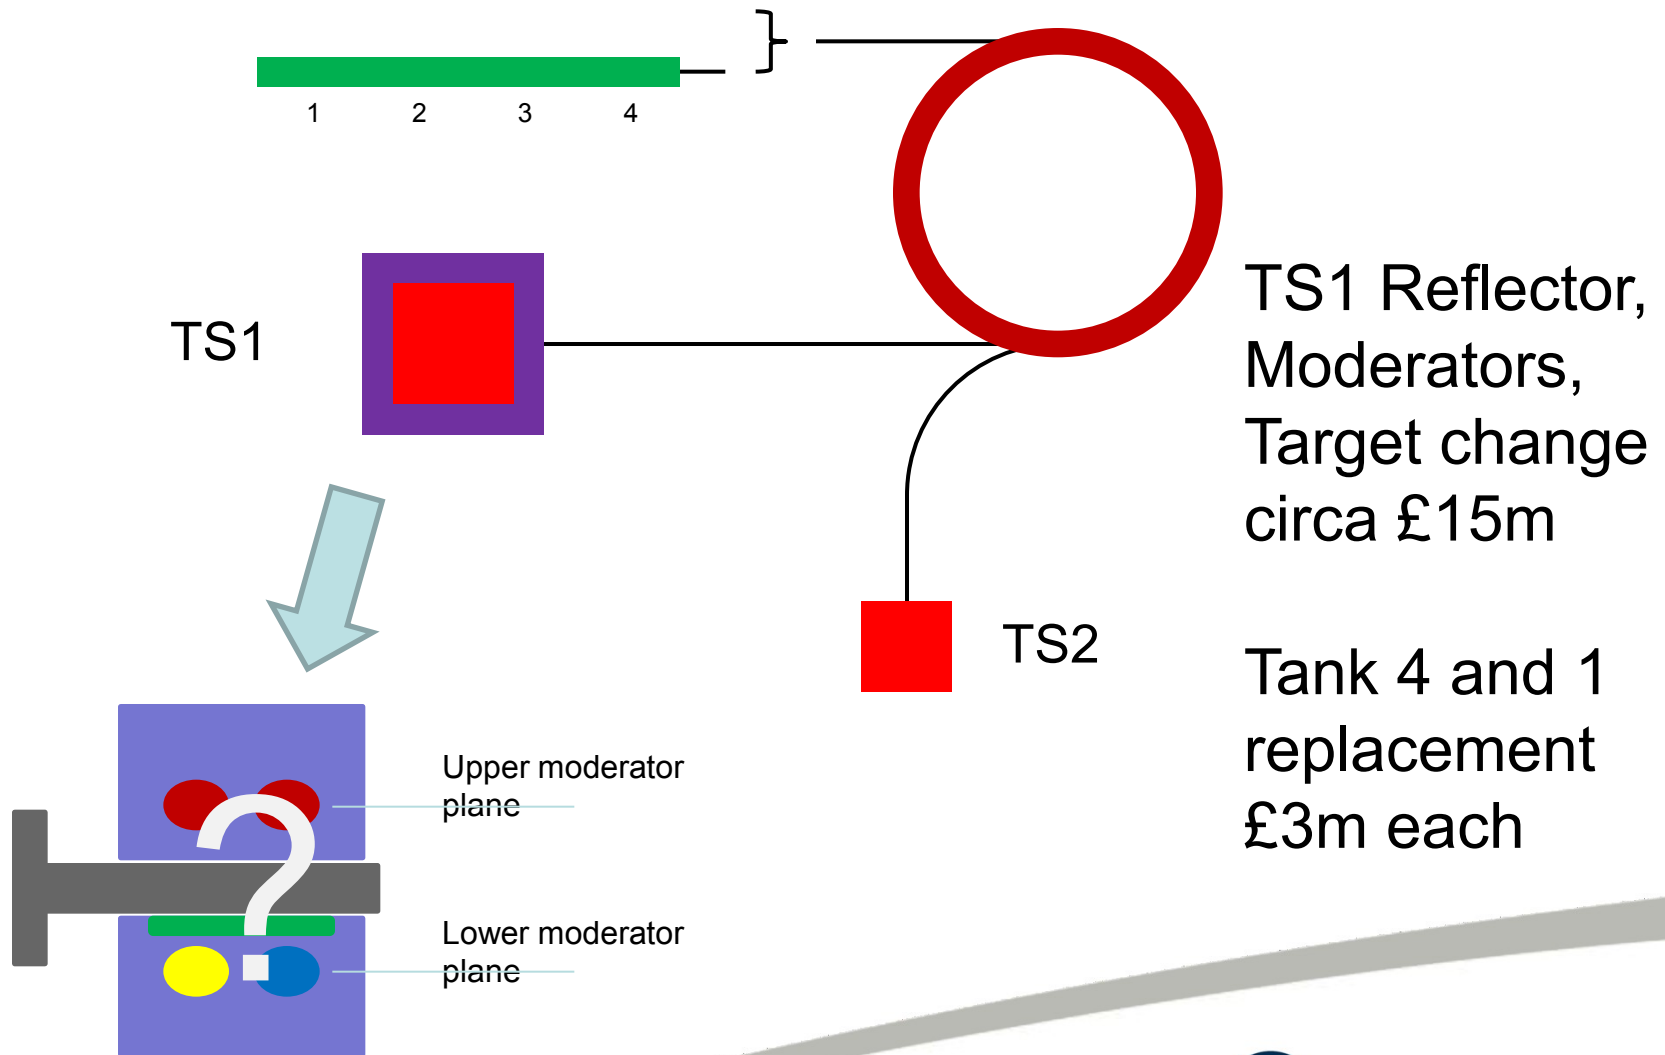 1 2 3 4
TS1
TS1 Reflector,
Moderators,
Target change
circa £15m
TS2
Tank 4 and 1
replacement
£3m each
Upper moderator
plane
?
Lower moderator
plane